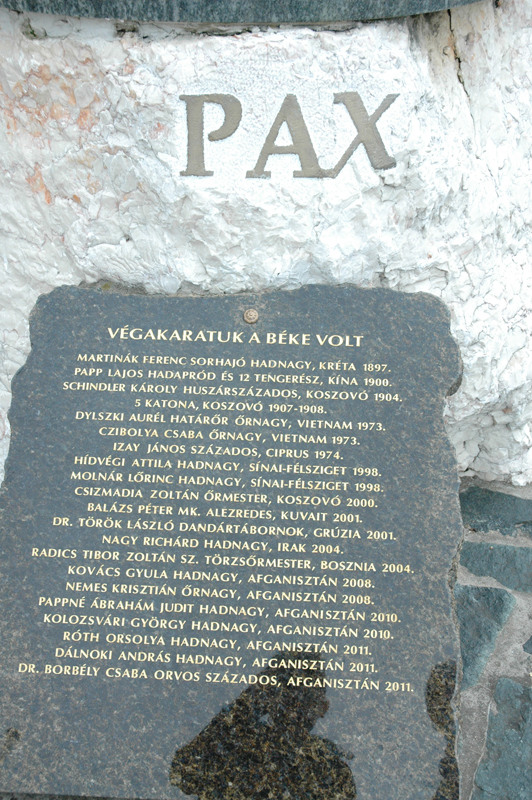 PAX
VÉGAKARATUK A BÉKE VOLT
MARTINÁK FERENC SORHAJÓ HADNAGY, KRÉTA 1897.
PAPP LAJOS HADAPRÓD ÉS 12 TENGERÉSZ, KÍNA 1900.
SCHINDLER KÁROLY HUSZÁRSZÁZADOS, KOSZOVÓ 1904.
5 KATONA, KOSZOVÓ 1907-1908.
DYLSZKI AURÉL HATÁRŐR ŐRNAGY, VIETNAM 1973.
CZIBOLYA CSABA ŐRNAGY, VIETNAM 1973.
IZAY JÁNOS SZÁZADOS, CIPRUS 1974.
HÍDVÉGI ATTILA HADNAGY, SÍNAI-FÉLSZIGET 1998.
MOLNÁR LŐRINC HADNAGY, SÍNAI-FÉLSZIGET 1998.
CSIZMADIA ZOLTÁN ŐRMESTER, KOSZOVÓ 2000.
BALÁZS PÉTER MK. ALEZREDES, KUVAIT 2001.
DR. TÖRÖK LÁSZLÓ DANDÁRTÁBORNOK, GRÚZIA 2001.
NAGY RICHÁRD HADNAGY, IRAK 2004.
RADICS TIBOR ZOLTÁN SZ. TÖRZSŐRMESTER, BOSZNIA 2004.
KOVÁCS GYULA HADNAGY, AFGANISZTÁN 2008.
NEMES KRISZTIÁN ŐRNAGY, AFGANISZTÁN 2008.
PAPPNÉ ÁBRAHÁM JUDIT HADNAGY, AFGANISZTÁN 2010.
KOLOZSVÁRI GYÖRGY HADNAGY, AFGANISZTÁN 2010.
RÓTH ORSOLYA HADNAGY, AFGANISZTÁN 2011.
DÁLNOKI ANDRÁS HADNAGY, AFGANISZTÁN 2011.
DR. BORBÉLY CSABA ORVOS SZÁZADOS, AFGANISZTÁN 2011.